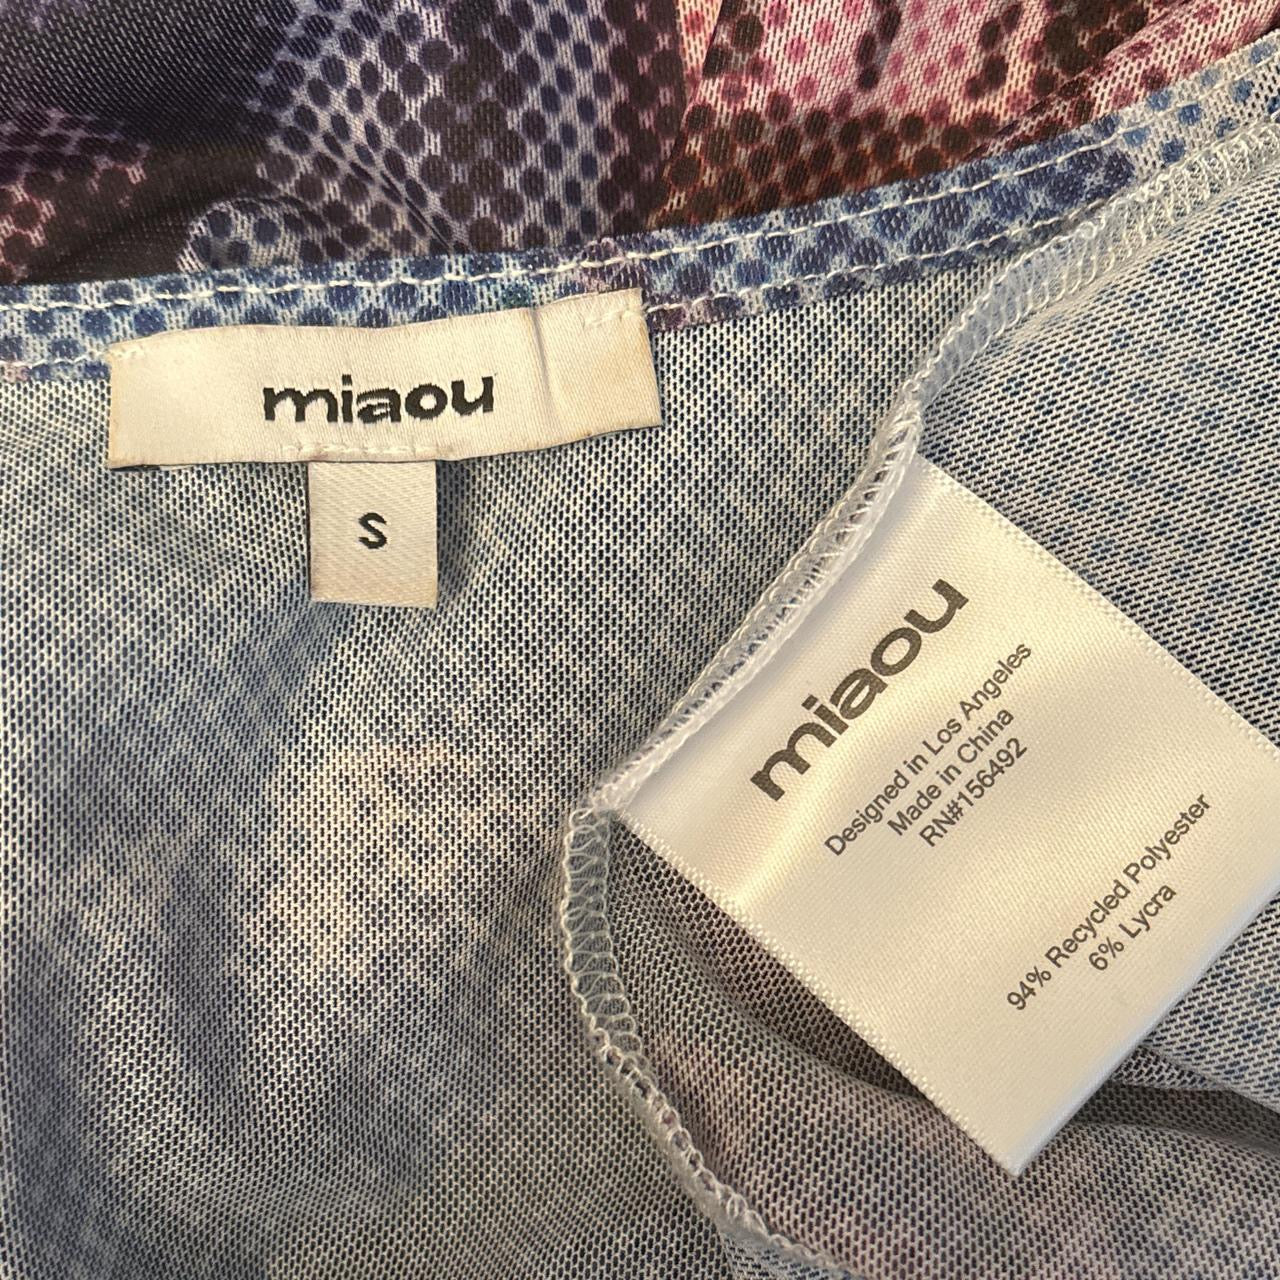 miaou
S
miaou
Designed in Los Angeles
Made in China
RN#156492
94% Recycled Polyester
6% Lycra